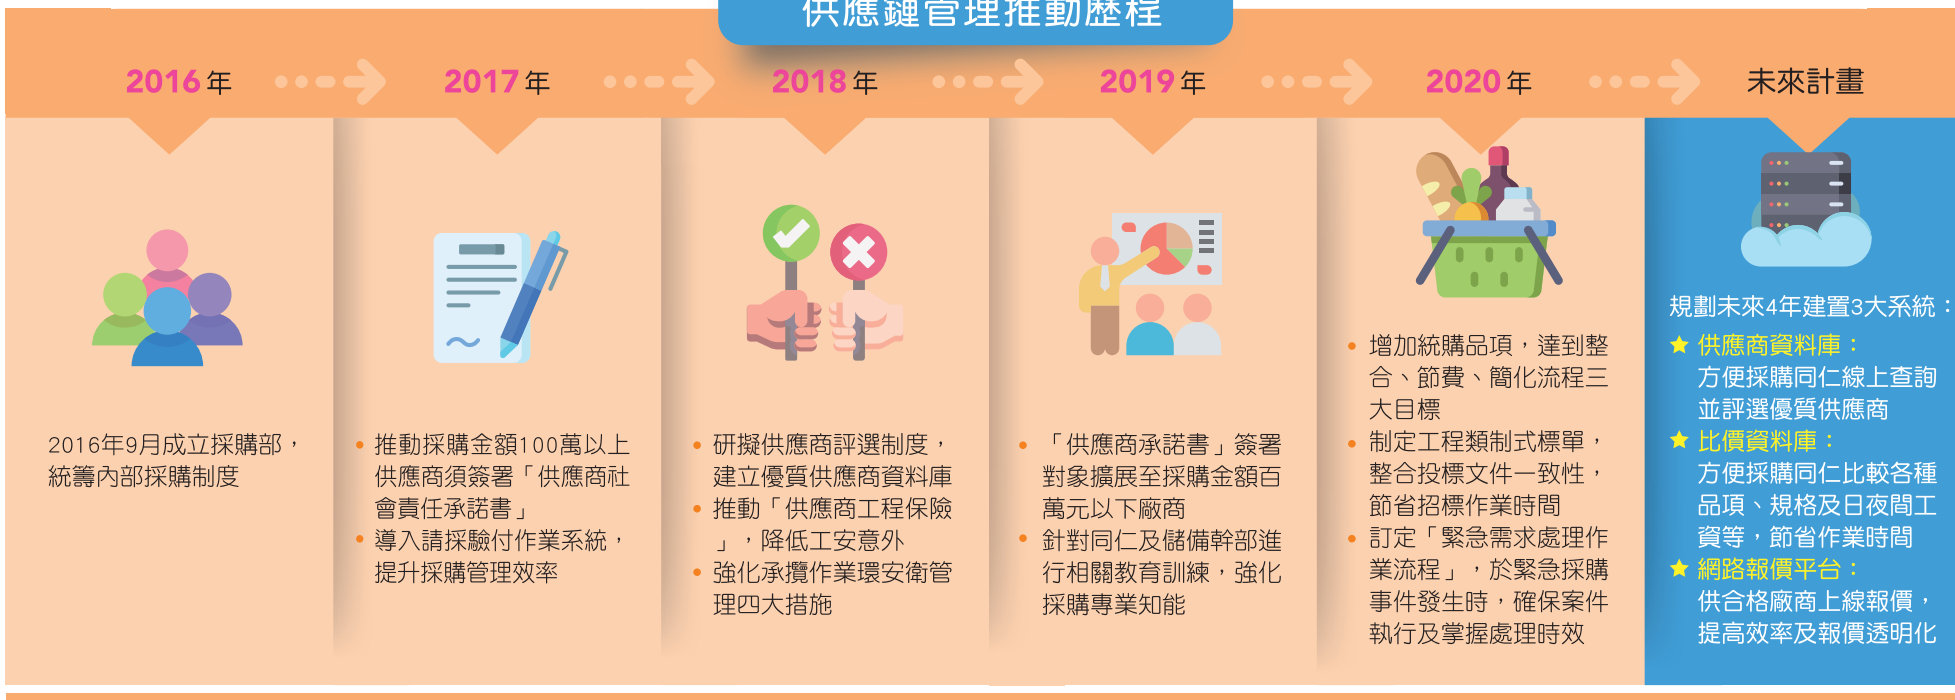 供應鏈管理推動歷程
2016年
2017年
2018年
2019年
2020年
未來計畫
2016年9月成立採購部，
統籌內部採購制度
推動採購金額100萬以上
供應商須簽署「供應商社
會責任承諾書」
導入請採驗付作業系統，
提升採購管理效率
研擬供應商評選制度，
建立優質供應商資料庫
推動「供應商工程保險
」，降低工安意外
強化承攬作業環安衛管
理四大措施
「供應商承諾書」簽署
對象擴展至採購金額百
萬元以下廠商
針對同仁及儲備幹部進
行相關教育訓練，強化
採購專業知能
增加統購品項，達到整
合、節費、簡化流程三
大目標
制定工程類制式標單，
整合投標文件一致性，
節省招標作業時間
訂定「緊急需求處理作
業流程」，於緊急採購
事件發生時，確保案件
執行及掌握處理時效
規劃未來4年建置3大系統：
供應商資料庫：
方便採購同仁線上查詢
並評選優質供應商
比價資料庫：
方便採購同仁比較各種
品項、規格及日夜間工
資等，節省作業時間
網路報價平台：
供合格廠商上線報價，
提高效率及報價透明化